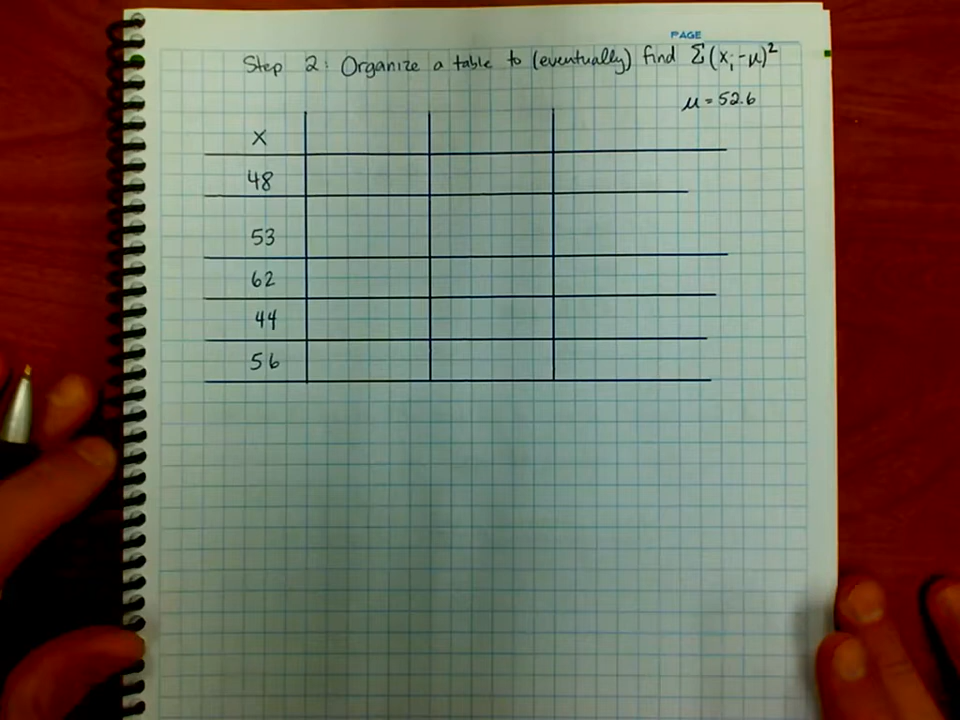 PAGE
Step 2: Organize a table to (eventually) find Σ(xᵢ-μ)²
μ = 52.6
X
48
53
62
44
56